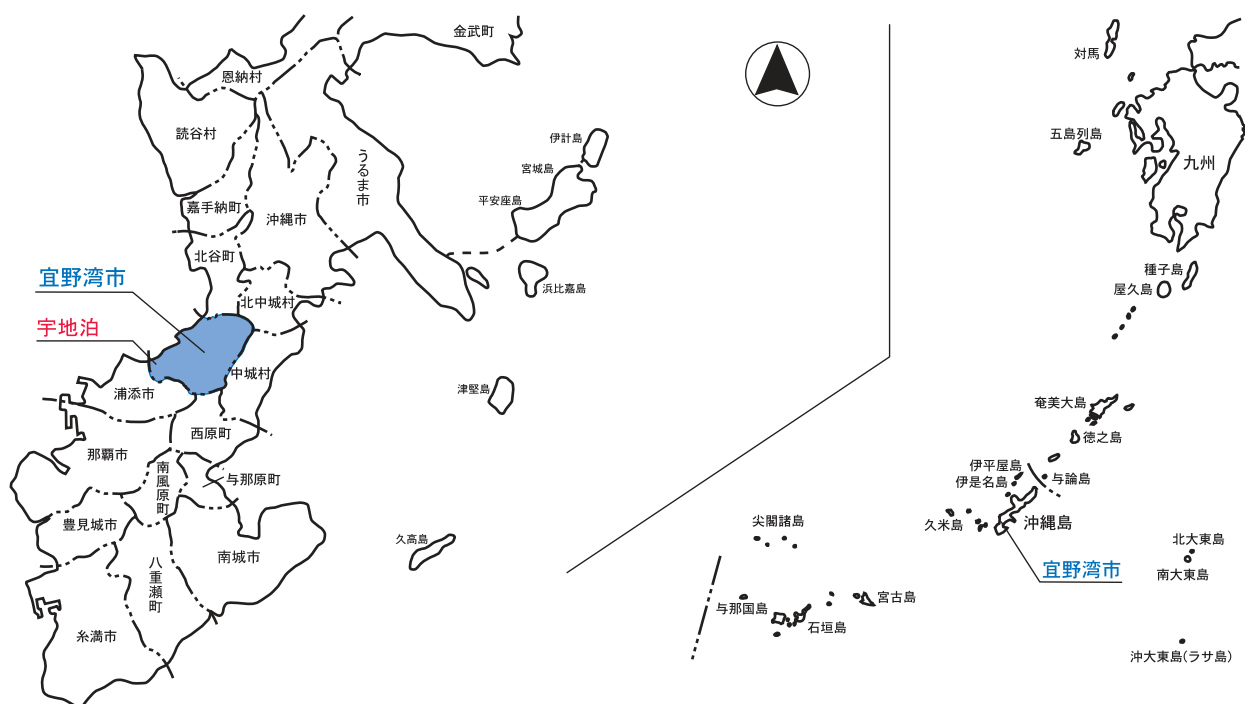 金武町
恩納村
読谷村
うるま市
伊計島
宮城島
平安座島
嘉手納町
沖縄市
北谷町
浜比嘉島
宜野湾市
北中城村
宇地泊
中城村
浦添市
津堅島
西原町
那覇市
南風原町
与那原町
豊見城市
久高島
南城市
八重瀬町
糸満市
対馬
五島列島
九州
種子島
屋久島
奄美大島
徳之島
伊平屋島
伊是名島
与論島
久米島
沖縄島
尖閣諸島
北大東島
宜野湾市
南大東島
与那国島
宮古島
石垣島
沖大東島(ラサ島)